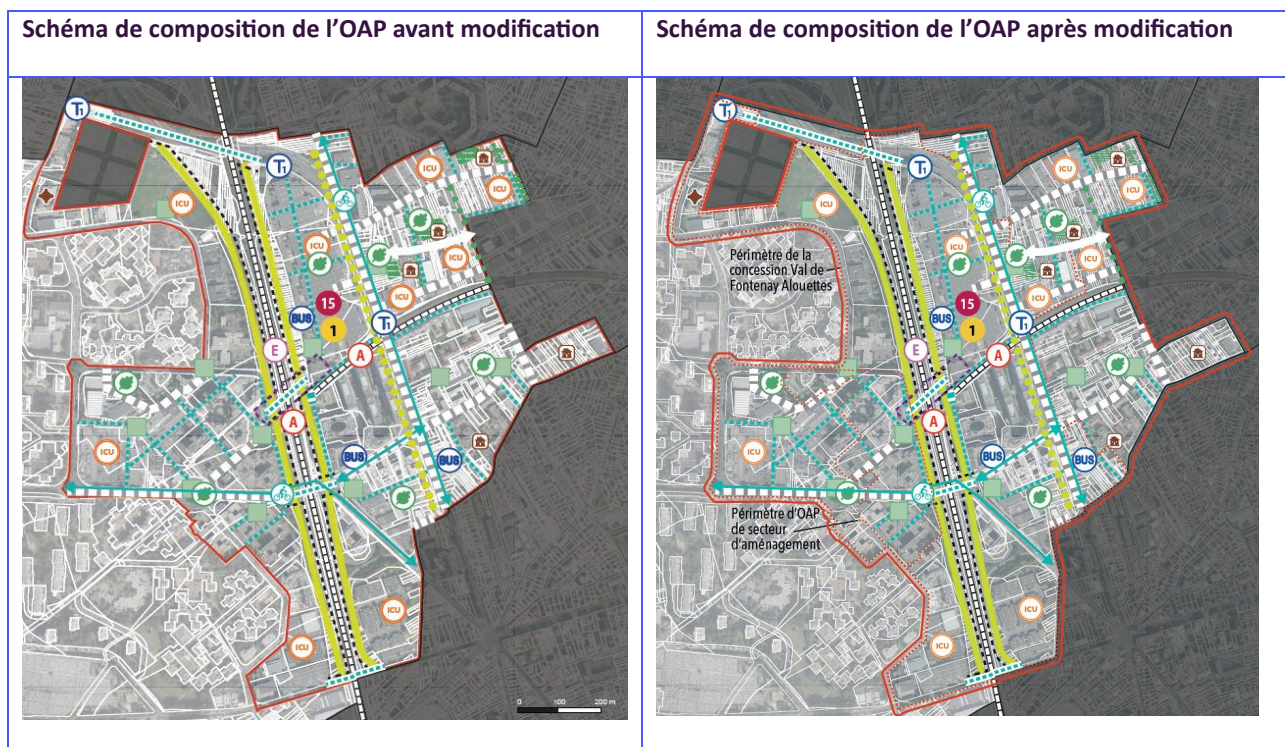 Schéma de composition de l'OAP avant modification
Schéma de composition de l'OAP après modification
T1
T1
ICU
ICU
ICU
ICU
ICU
ICU
15
BUS
1
T1
E
A
A
ICU
BUS
BUS
ICU
ICU
0 100 200 m
T1
T1
ICU
ICU
ICU
ICU
ICU
Périmètre de la
concession Val de
Fontenay Alouettes
ICU
15
BUS
1
T1
E
A
A
ICU
BUS
BUS
Périmètre d'OAP
de secteur
d'aménagement
ICU
ICU